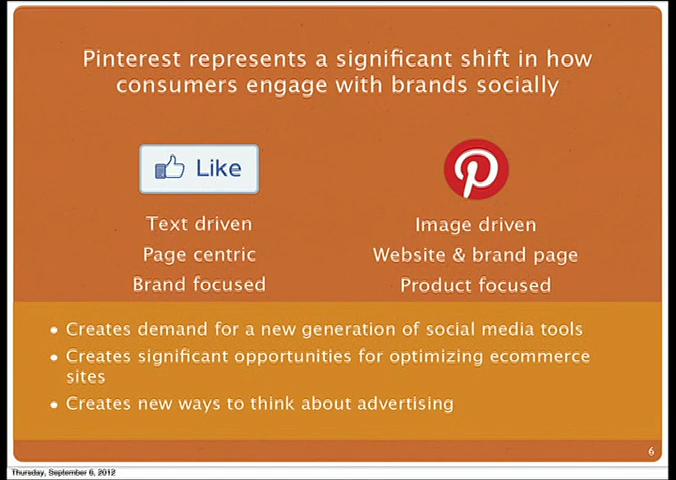 Pinterest represents a significant shift in how
consumers engage with brands socially
Like
Text driven
Page centric
Brand focused
Image driven
Website & brand page
Product focused
• Creates demand for a new generation of social media tools
• Creates significant opportunities for optimizing ecommerce
sites
• Creates new ways to think about advertising
6
Thursday, September 6, 2012